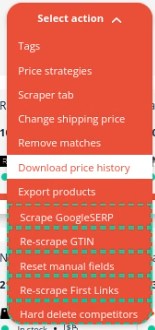 Select action
Tags
Price strategies
Scraper tab
Change shipping price
Remove matches
Download price history
Export products
Scrape GoogleSERP
Re-scrape GTIN
Reset manual fields
Re-scrape First Links
Hard delete competitors
In stock